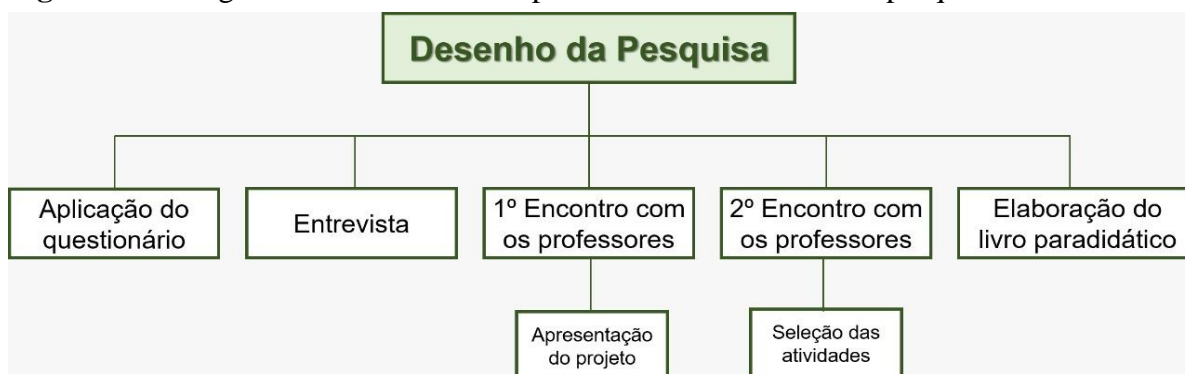 Desenho da Pesquisa
Aplicação do
questionário
Entrevista
1º Encontro com
os professores
2º Encontro com
os professores
Elaboração do
livro paradidático
Apresentação
do projeto
Seleção das
atividades